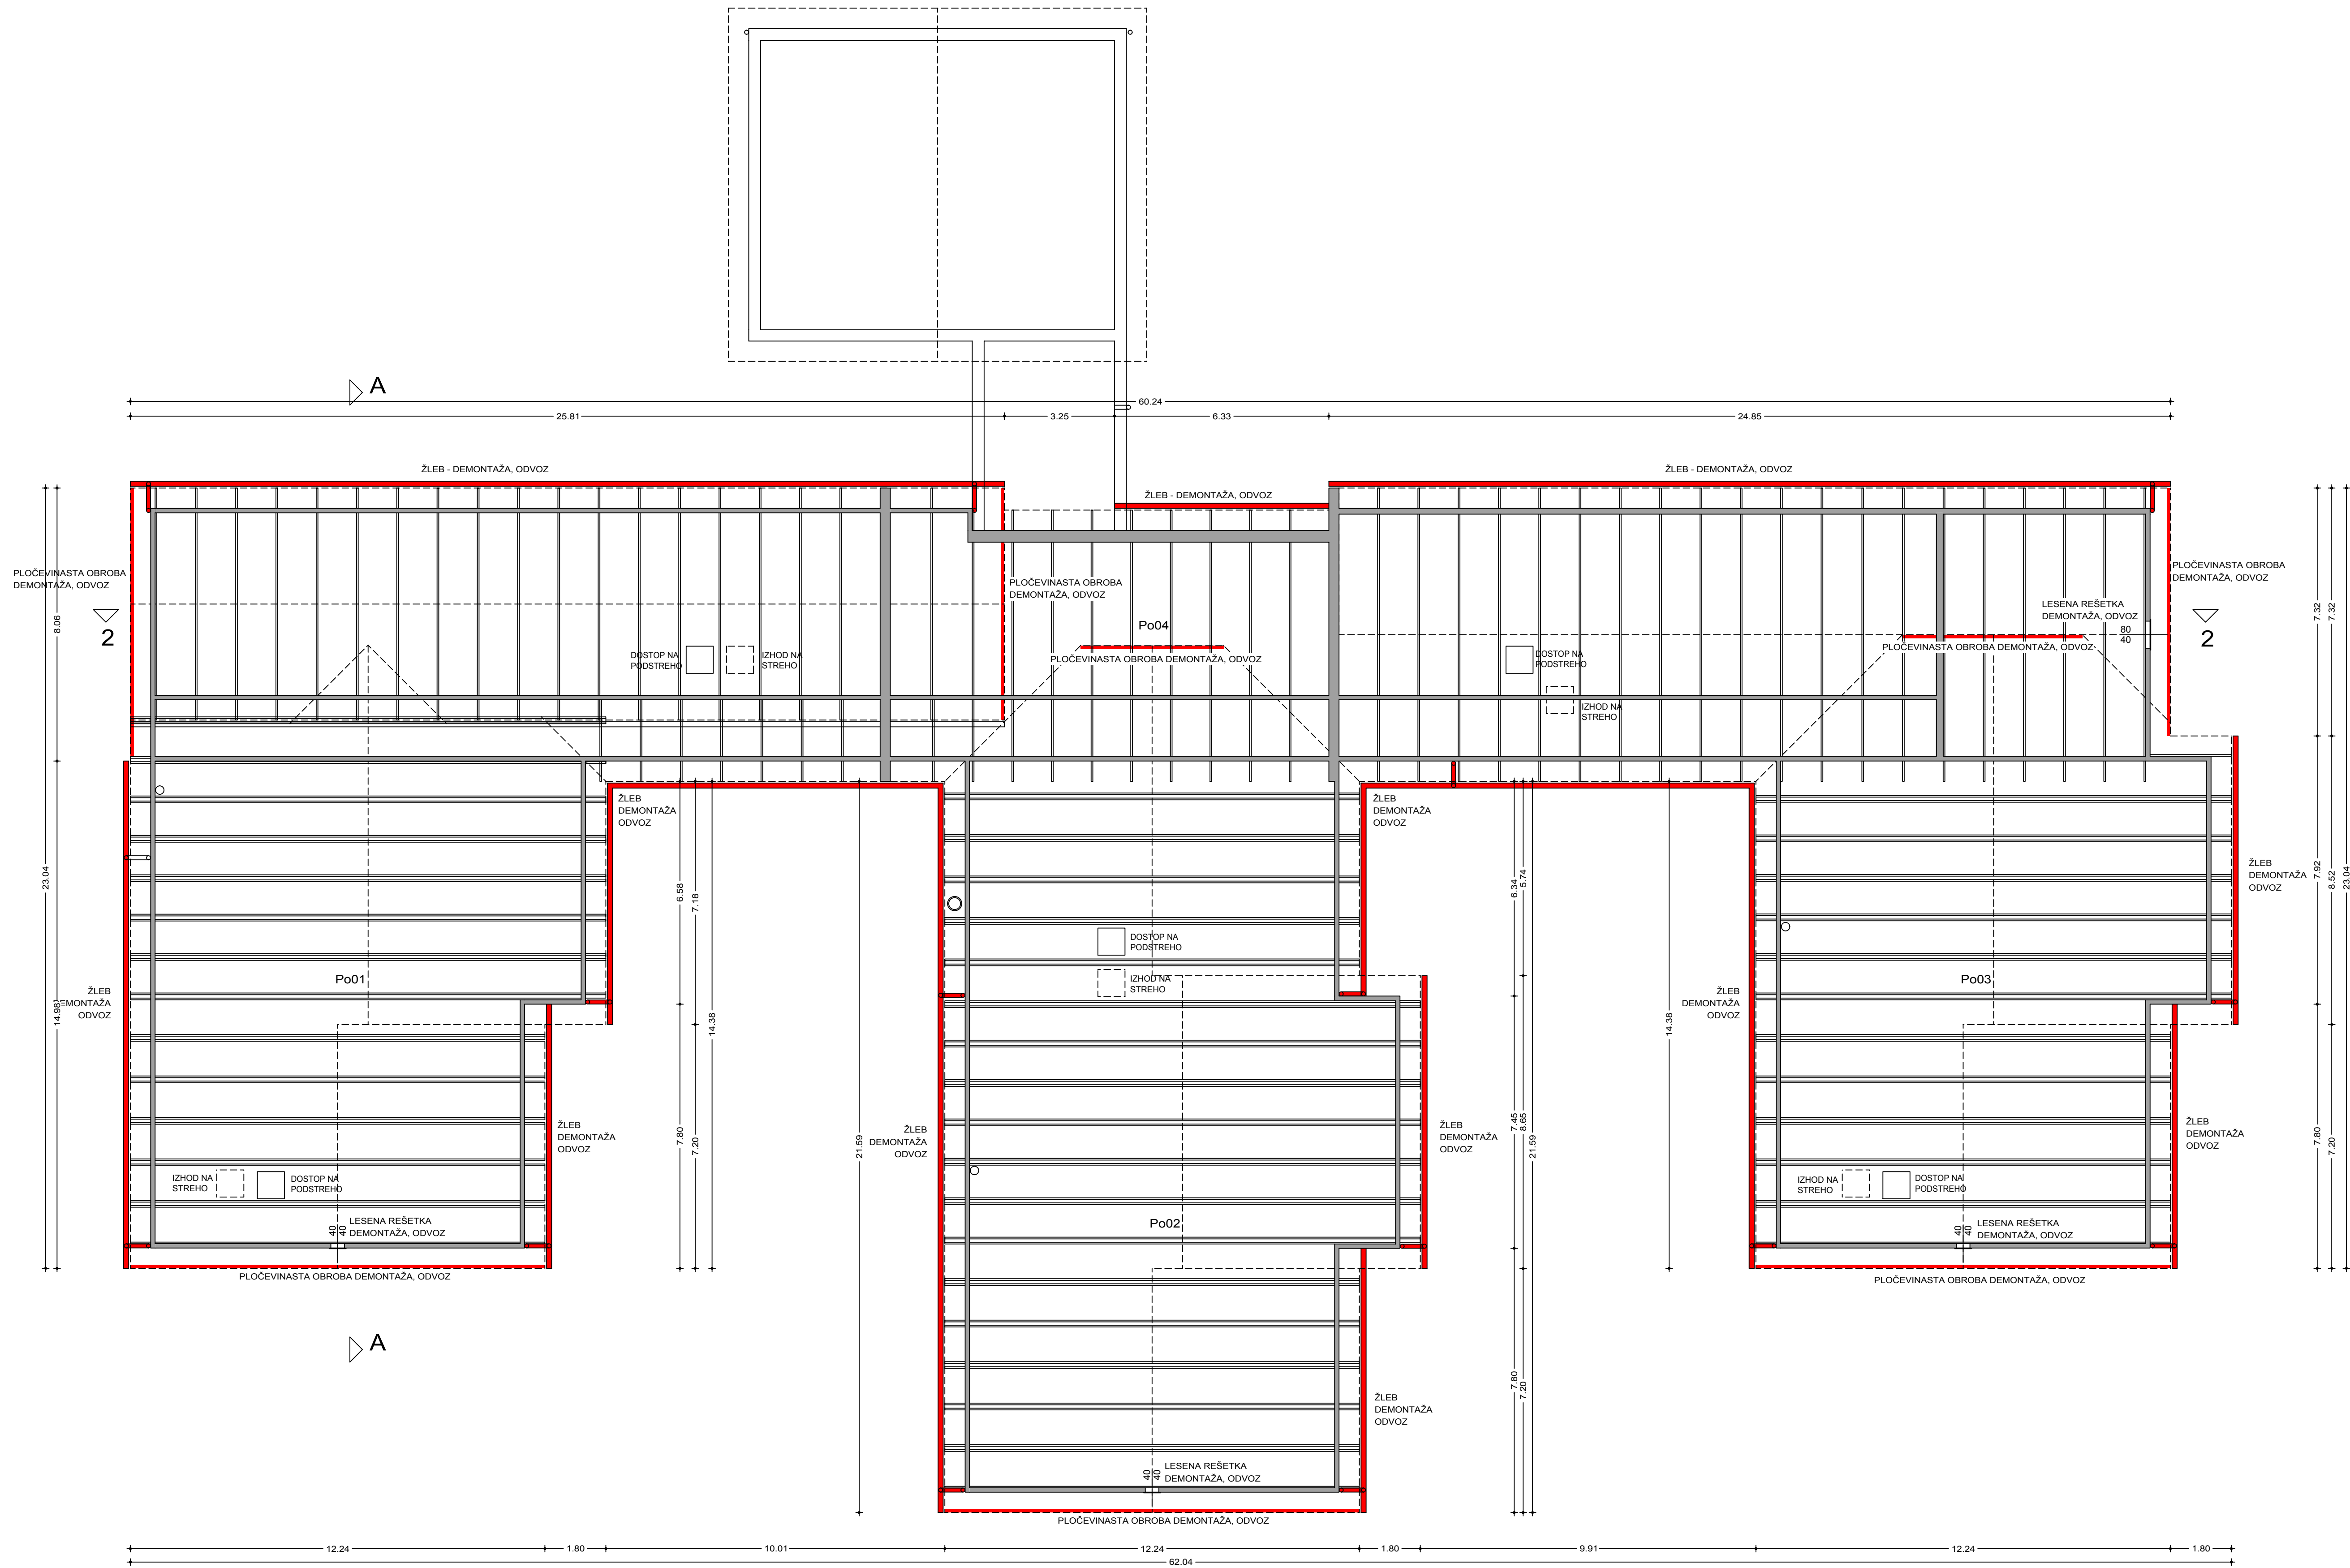 A
60.24
25.81
3.25
6.33
24.85
ŽLEB - DEMONTAŽA, ODVOZ
ŽLEB - DEMONTAŽA, ODVOZ
ŽLEB - DEMONTAŽA, ODVOZ
PLOČEVINASTA OBROBA
DEMONTAŽA, ODVOZ
PLOČEVINASTA OBROBA
DEMONTAŽA, ODVOZ
PLOČEVINASTA OBROBA
DEMONTAŽA, ODVOZ
LESENA REŠETKA
DEMONTAŽA, ODVOZ
80
40
2
2
8.06
7.32
7.32
Po04
DOSTOP NA
PODSTREHO
IZHOD NA
STREHO
PLOČEVINASTA OBROBA DEMONTAŽA, ODVOZ
DOSTOP NA
PODSTREHO
IZHOD NA
STREHO
PLOČEVINASTA OBROBA DEMONTAŽA, ODVOZ
ŽLEB
DEMONTAŽA
ODVOZ
ŽLEB
DEMONTAŽA
ODVOZ
ŽLEB
DEMONTAŽA
ODVOZ
23.04
6.58
7.18
6.34
5.74
7.92
8.52
23.04
DOSTOP NA
PODSTREHO
IZHOD NA
STREHO
Po01
Po03
ŽLEB
EMONTAŽA
ODVOZ
14.98
14.38
ŽLEB
DEMONTAŽA
ODVOZ
14.38
ŽLEB
DEMONTAŽA
ODVOZ
7.80
7.20
21.59
ŽLEB
DEMONTAŽA
ODVOZ
ŽLEB
DEMONTAŽA
ODVOZ
7.45
8.65
21.59
ŽLEB
DEMONTAŽA
ODVOZ
7.80
7.20
IZHOD NA
STREHO
DOSTOP NA
PODSTREHO
IZHOD NA
STREHO
DOSTOP NA
PODSTREHO
40
40
LESENA REŠETKA
DEMONTAŽA, ODVOZ
Po02
40
40
LESENA REŠETKA
DEMONTAŽA, ODVOZ
PLOČEVINASTA OBROBA DEMONTAŽA, ODVOZ
PLOČEVINASTA OBROBA DEMONTAŽA, ODVOZ
A
7.80
7.20
ŽLEB
DEMONTAŽA
ODVOZ
40
40
LESENA REŠETKA
DEMONTAŽA, ODVOZ
PLOČEVINASTA OBROBA DEMONTAŽA, ODVOZ
12.24
1.80
10.01
12.24
1.80
9.91
12.24
1.80
62.04